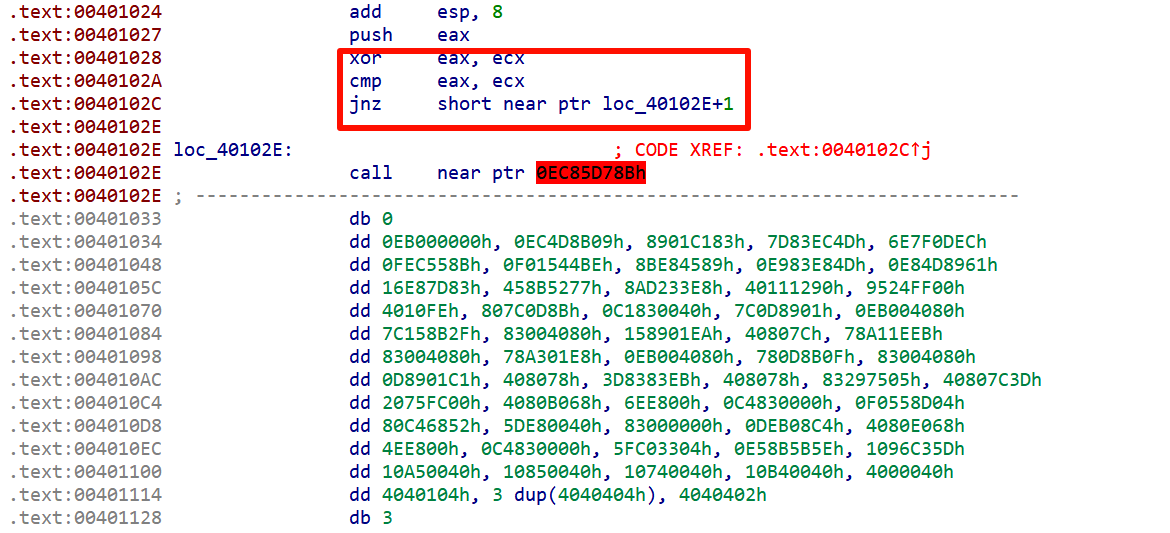 .text:00401024 add esp, 8
.text:00401027 push eax
.text:00401028 xor eax, ecx
.text:0040102A cmp eax, ecx
.text:0040102C jnz short near ptr loc_40102E+1
.text:0040102E
.text:0040102E loc_40102E: ; CODE XREF: .text:0040102C↑j
.text:0040102E call near ptr 0EC85D78Bh
.text:0040102E ; ---------------------------------------------------------------------------
.text:00401033 db 0
.text:00401034 dd 0EB000000h, 0EC4D8B09h, 8901C183h, 7D83EC4Dh, 6E7F0DECh
.text:00401048 dd 0FEC558Bh, 0F01544BEh, 8BE84589h, 0E983E84Dh, 0E84D8961h
.text:0040105C dd 16E87D83h, 458B5277h, 8AD233E8h, 40111290h, 9524FF00h
.text:00401070 dd 4010FEh, 807C0D8Bh, 0C1830040h, 7C0D8901h, 0EB004080h
.text:00401084 dd 7C158B2Fh, 83004080h, 158901EAh, 40807Ch, 78A11EEBh
.text:00401098 dd 83004080h, 78A301E8h, 0EB004080h, 780D8B0Fh, 83004080h
.text:004010AC dd 0D8901C1h, 408078h, 3D8383EBh, 408078h, 83297505h, 40807C3Dh
.text:004010C4 dd 2075FC00h, 4080B068h, 6EE800h, 0C4830000h, 0F0558D04h
.text:004010D8 dd 80C46852h, 5DE80040h, 83000000h, 0DEB08C4h, 4080E068h
.text:004010EC dd 4EE800h, 0C4830000h, 5FC03304h, 0E58B5B5Eh, 1096C35Dh
.text:00401100 dd 10A50040h, 10850040h, 10740040h, 10B40040h, 4000040h
.text:00401114 dd 4040104h, 3 dup(4040404h), 4040402h
.text:00401128 db 3